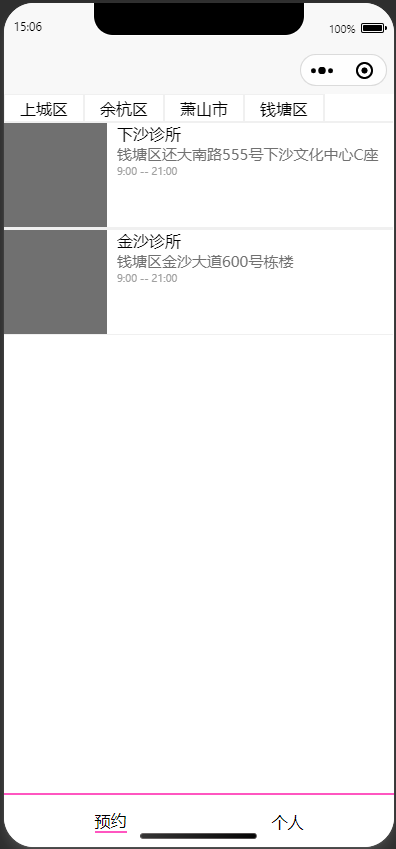 15:06 100%
上城区 余杭区 萧山市 钱塘区
下沙诊所
钱塘区还大南路555号下沙文化中心C座
9:00 -- 21:00
金沙诊所
钱塘区金沙大道600号栋楼
9:00 -- 21:00
预约 个人